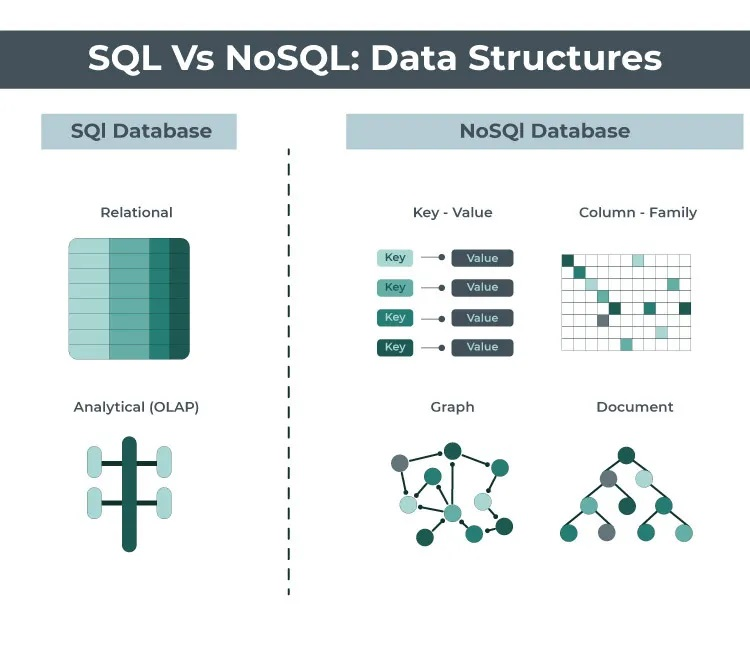 SQL Vs NoSQL: Data Structures
SQl Database
NoSQl Database
Relational
Key - Value
Column - Family
Key
Value
Key
Value
Key
Value
Key
Value
Analytical (OLAP)
Graph
Document